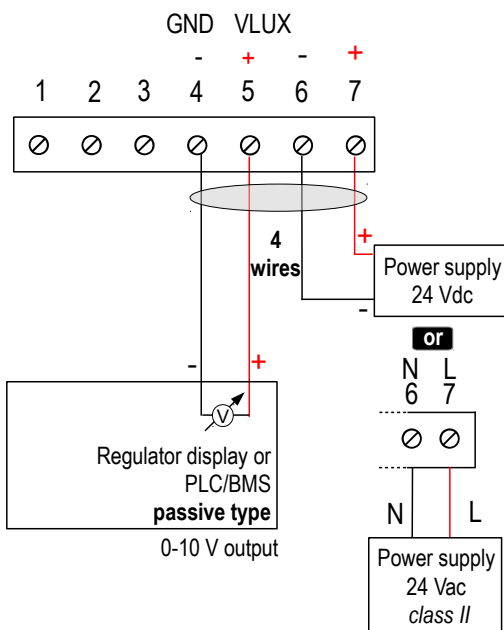 GND VLUX
- + - +
1 2 3 4 5 6 7
4
wires
+
Power supply
24 Vdc
-
or
N L
6 7
- +
V
Regulator display or
PLC/BMS
passive type
0-10 V output
N L
Power supply
24 Vac
class II